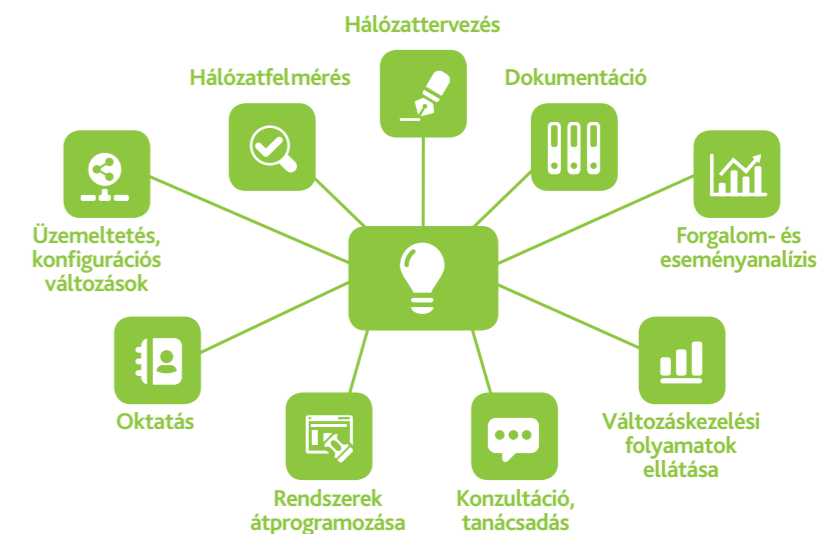 Hálózattervezés
Hálózatfelmérés
Dokumentáció
Üzemeltetés,
konfigurációs
változások
Forgalom- és
eseményanalízis
Oktatás
Változáskezelési
folyamatok
ellátása
Rendszerek
átprogramozása
Konzultáció,
tanácsadás